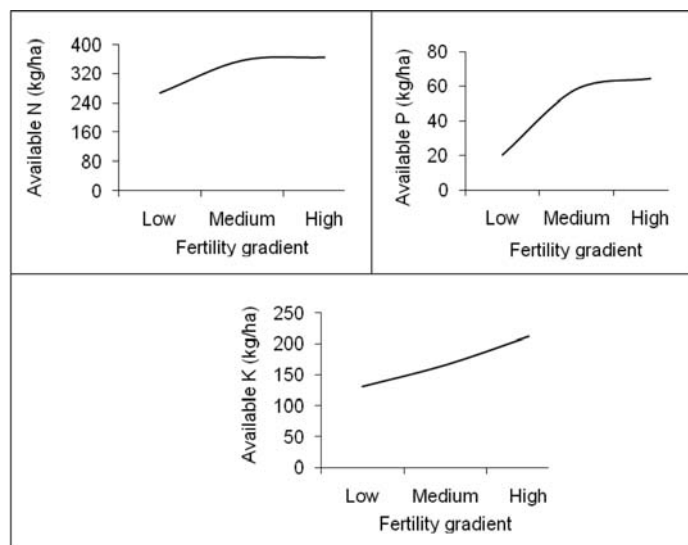 Available N (kg/ha)
400
320
240
160
80
0
Low Medium High
Fertility gradient
Available P (kg/ha)
80
60
40
20
0
Low Medium High
Fertility gradient
Available K (kg/ha)
250
200
150
100
50
0
Low Medium High
Fertility gradient